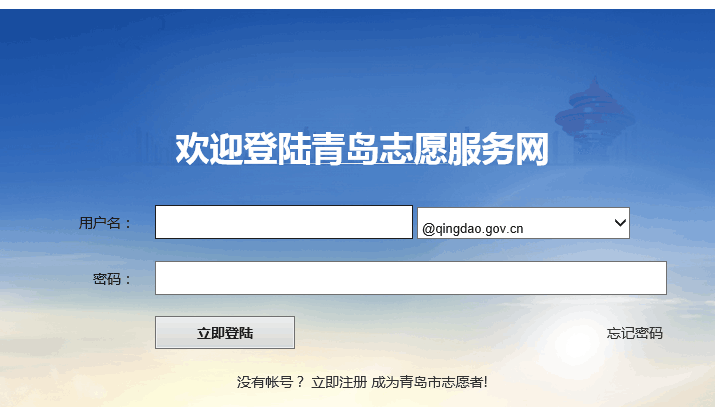 欢迎登陆青岛志愿服务网
用户名： @qingdao.gov.cn
密码：
立即登陆 忘记密码
没有帐号？ 立即注册 成为青岛市志愿者!